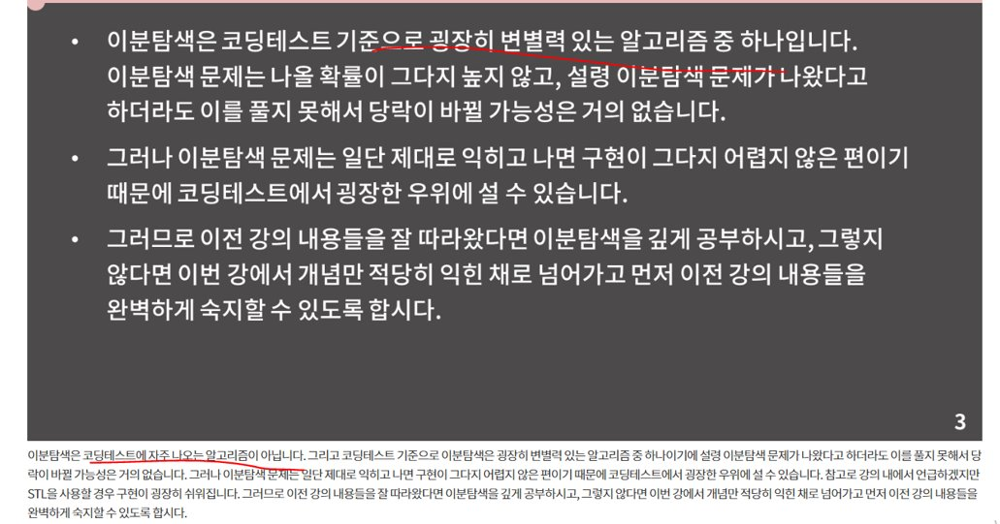 • 이분탐색은 코딩테스트 기준으로 굉장히 변별력 있는 알고리즘 중 하나입니다.
이분탐색 문제는 나올 확률이 그다지 높지 않고, 설령 이분탐색 문제가 나왔다고
하더라도 이를 풀지 못해서 당락이 바뀔 가능성은 거의 없습니다.
• 그러나 이분탐색 문제는 일단 제대로 익히고 나면 구현이 그다지 어렵지 않은 편이기
때문에 코딩테스트에서 굉장한 우위에 설 수 있습니다.
• 그러므로 이전 강의 내용들을 잘 따라왔다면 이분탐색을 깊게 공부하시고, 그렇지
않다면 이번 강에서 개념만 적당히 익힌 채로 넘어가고 먼저 이전 강의 내용들을
완벽하게 숙지할 수 있도록 합시다.
3
이분탐색은 코딩테스트에 자주 나오는 알고리즘이 아닙니다. 그리고 코딩테스트 기준으로 이분탐색은 굉장히 변별력 있는 알고리즘 중 하나이기에 설령 이분탐색 문제가 나왔다고 하더라도 이를 풀지 못해서 당
락이 바뀔 가능성은 거의 없습니다. 그러나 이분탐색 문제는 일단 제대로 익히고 나면 구현이 그다지 어렵지 않은 편이기 때문에 코딩테스트에서 굉장한 우위에 설 수 있습니다. 참고로 강의 내에서 언급하겠지만
STL을 사용할 경우 구현이 굉장히 쉬워집니다. 그러므로 이전 강의 내용들을 잘 따라왔다면 이분탐색을 깊게 공부하시고, 그렇지 않다면 이번 강에서 개념만 적당히 익힌 채로 넘어가고 먼저 이전 강의 내용들을
완벽하게 숙지할 수 있도록 합시다.